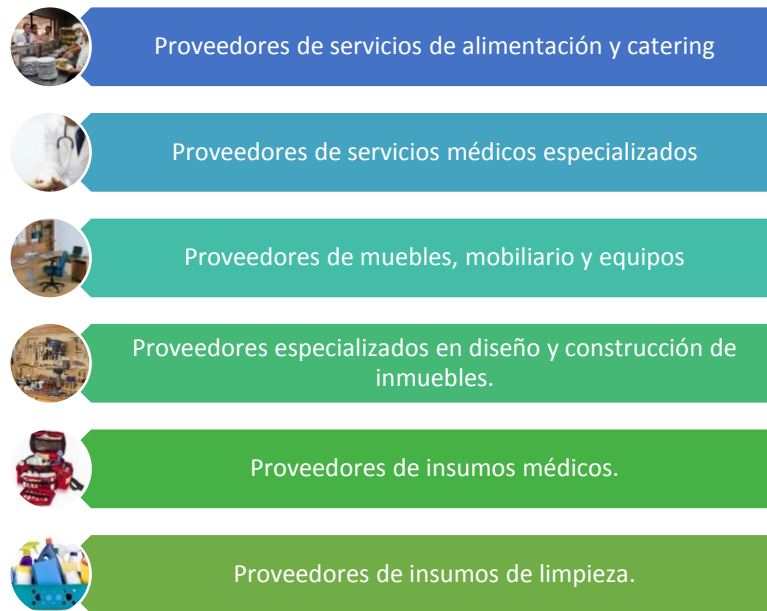 Proveedores de servicios de alimentación y catering
Proveedores de servicios médicos especializados
Proveedores de muebles, mobiliario y equipos
Proveedores especializados en diseño y construcción de
inmuebles.
Proveedores de insumos médicos.
Proveedores de insumos de limpieza.